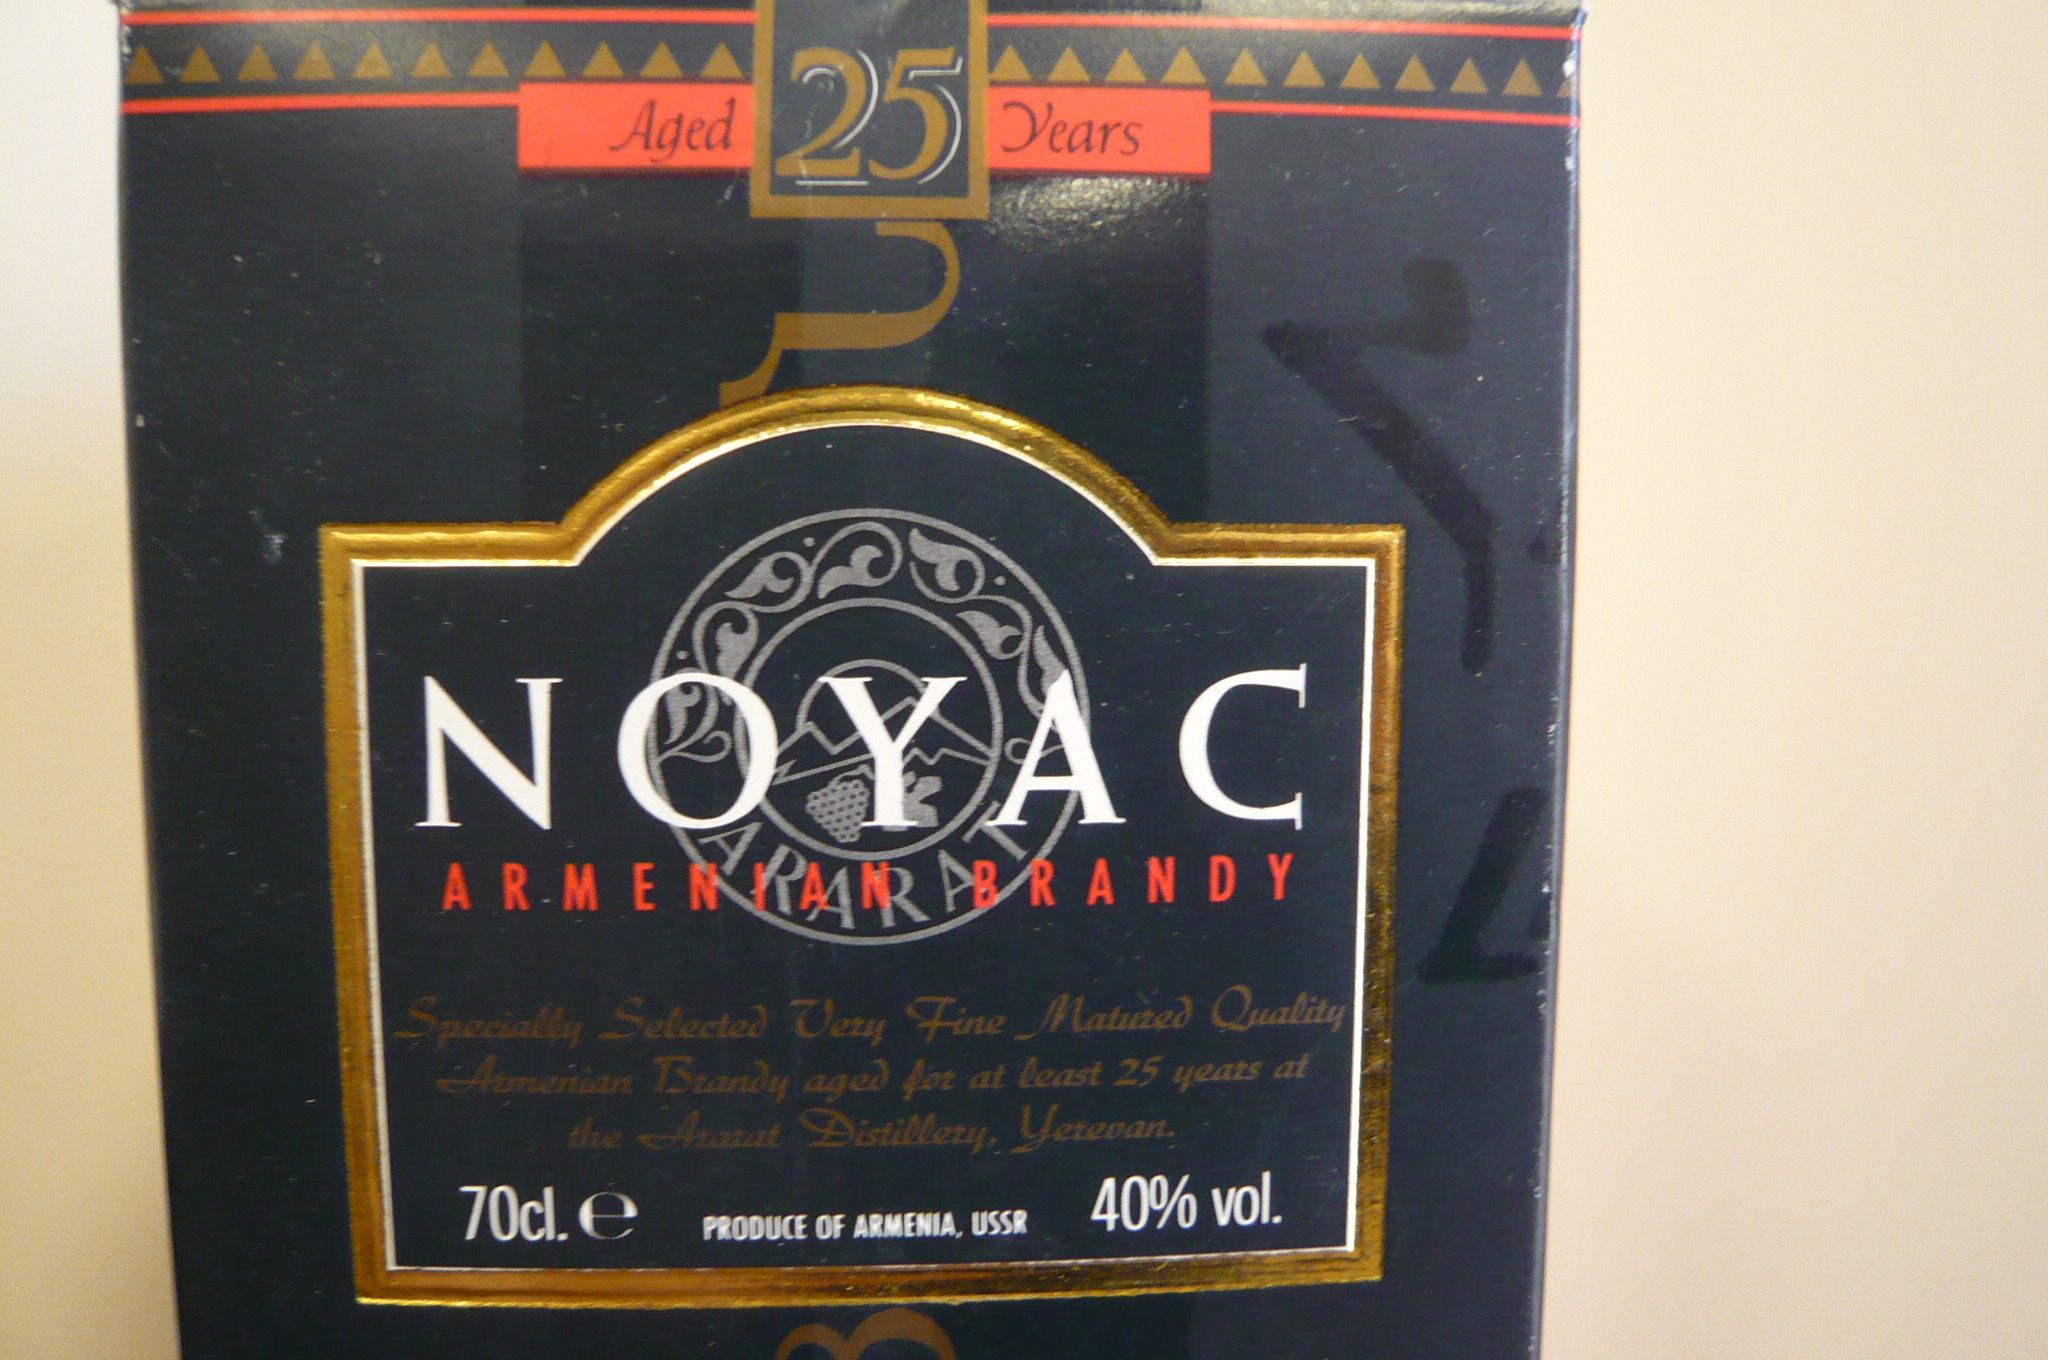 Aged 25 Years
NOYAC
ARARAT
ARMENIAN BRANDY
Specially Selected Very Fine Matured Quality
Armenian Brandy aged for at least 25 years at
the Ararat Distillery, Yerevan.
70cl. ℮ PRODUCE OF ARMENIA, USSR 40% vol.